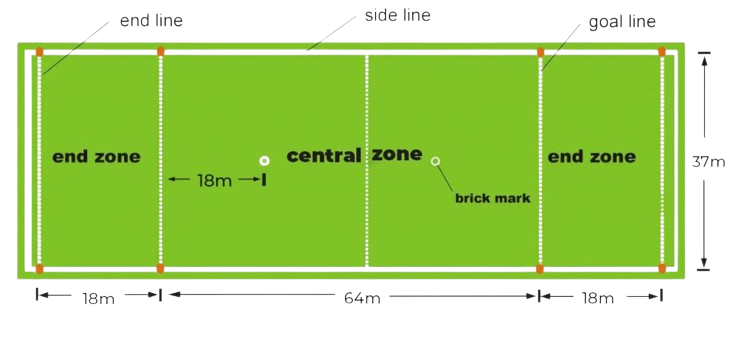 side line
end line
goal line
end zone
central zone
end zone
37m
18m
brick mark
18m
64m
18m